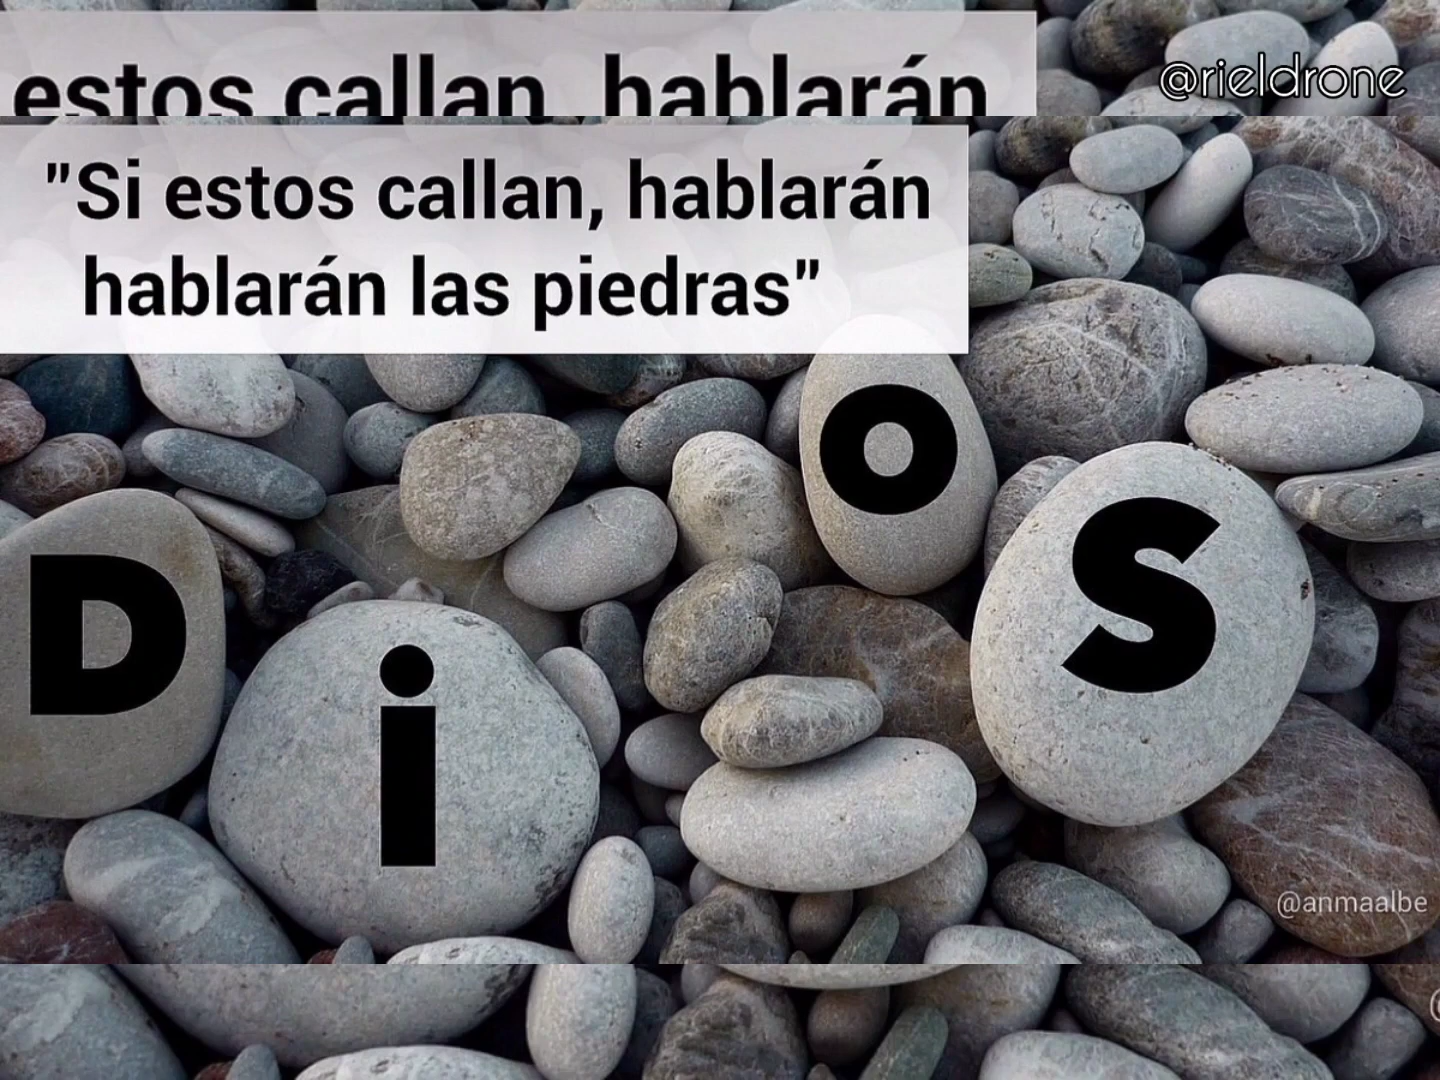 estos callan, hablarán
@rieldrone
"Si estos callan, hablarán
hablarán las piedras"
D i o s
@anmaalbe